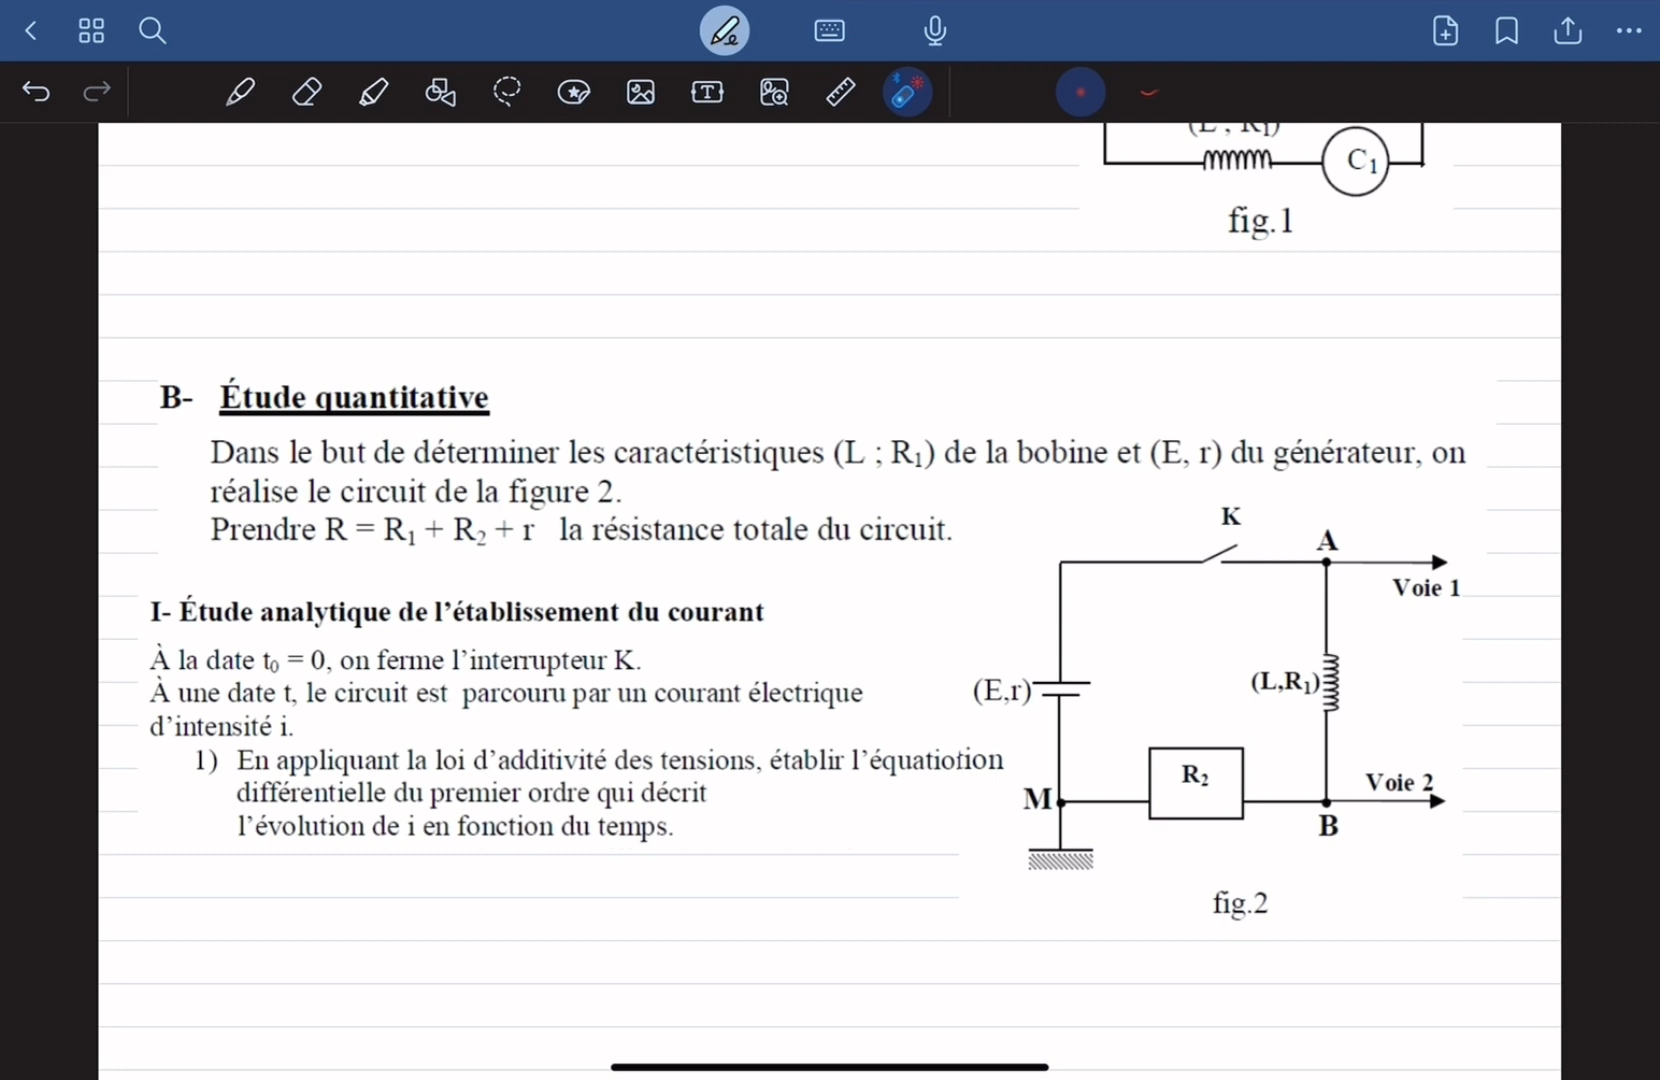 (L , R₁)
C₁
fig.1
B- Étude quantitative
Dans le but de déterminer les caractéristiques (L ; R₁) de la bobine et (E, r) du générateur, on
réalise le circuit de la figure 2.
Prendre R = R₁ + R₂ + r la résistance totale du circuit.
K
A
Voie 1
I- Étude analytique de l’établissement du courant
À la date t₀ = 0, on ferme l’interrupteur K.
À une date t, le circuit est parcouru par un courant électrique
d’intensité i.
(E,r)
(L,R₁)
1) En appliquant la loi d’additivité des tensions, établir l’équatiotion
différentielle du premier ordre qui décrit
l’évolution de i en fonction du temps.
R₂
M
Voie 2
B
fig.2